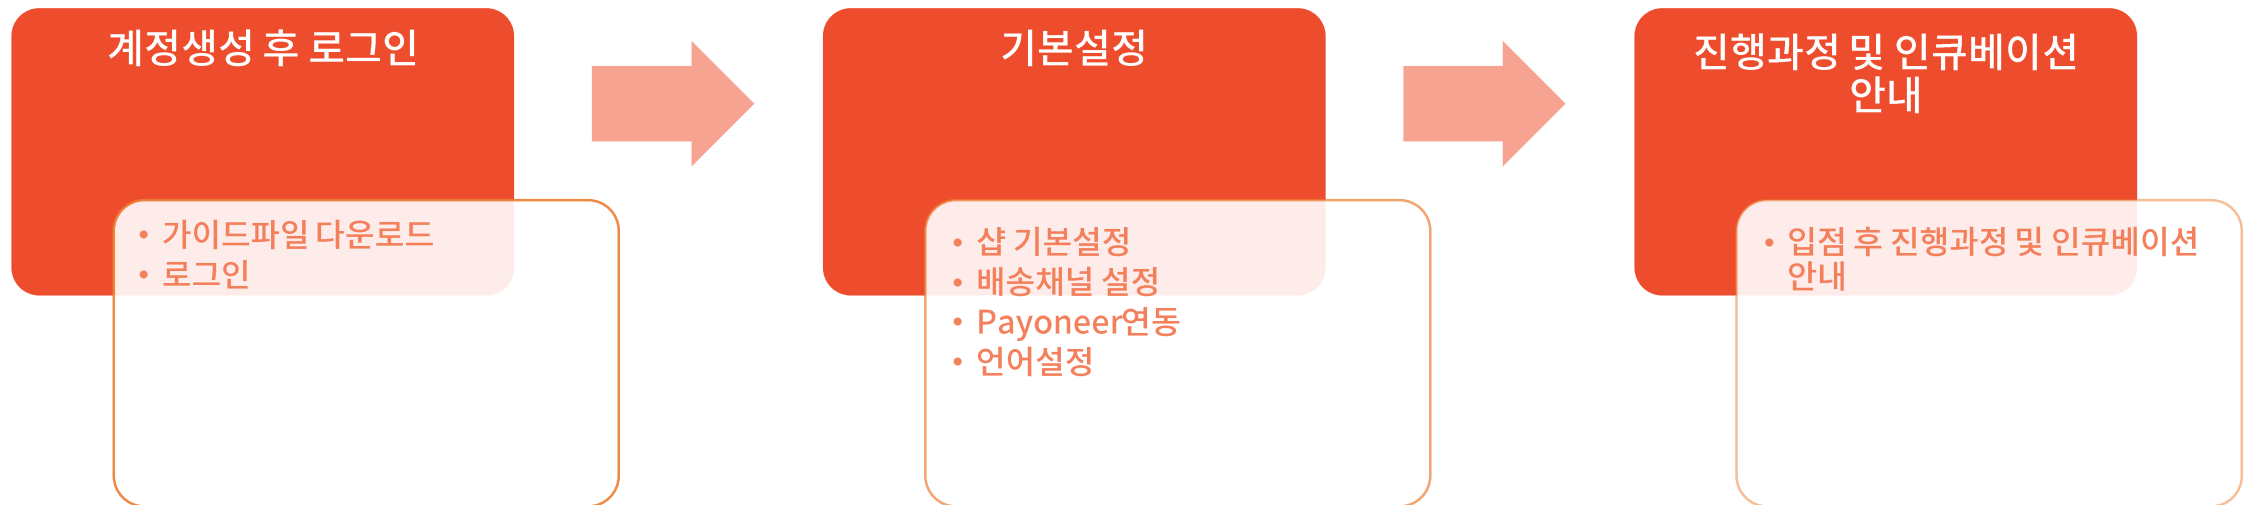 계정생성 후 로그인
• 가이드파일 다운로드
• 로그인
기본설정
• 샵 기본설정
• 배송채널 설정
• Payoneer연동
• 언어설정
진행과정 및 인큐베이션
안내
• 입점 후 진행과정 및 인큐베이션
안내